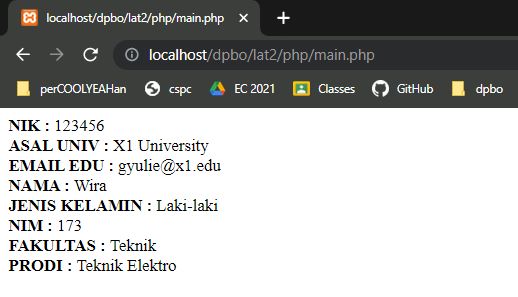 localhost/dpbo/lat2/php/main.php
localhost/dpbo/lat2/php/main.php
perCOOLYEAHan cspc EC 2021 Classes GitHub dpbo
NIK : 123456
ASAL UNIV : X1 University
EMAIL EDU : gyulie@x1.edu
NAMA : Wira
JENIS KELAMIN : Laki-laki
NIM : 173
FAKULTAS : Teknik
PRODI : Teknik Elektro